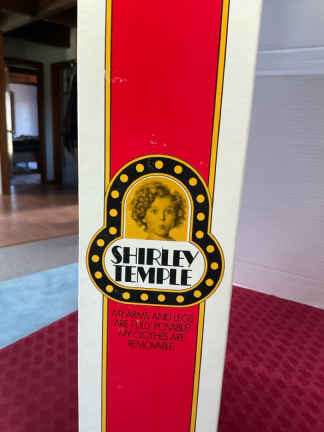 SHIRLEY
TEMPLE
MY ARMS AND LEGS
ARE FULLY POSABLE.
MY CLOTHES ARE
REMOVABLE.